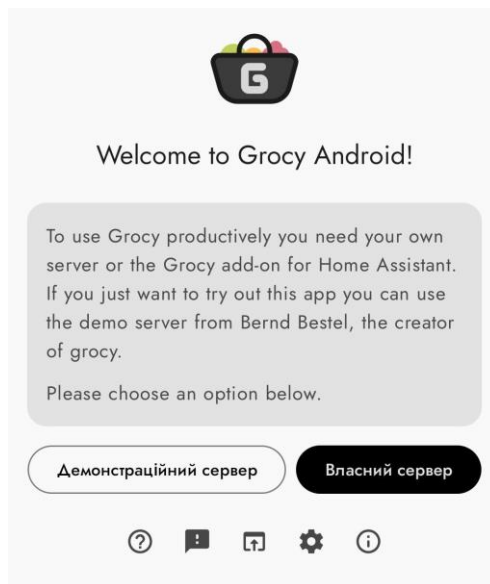 G
Welcome to Grocy Android!
To use Grocy productively you need your own
server or the Grocy add-on for Home Assistant.
If you just want to try out this app you can use
the demo server from Bernd Bestel, the creator
of grocy.
Please choose an option below.
Демонстраційний сервер
Власний сервер